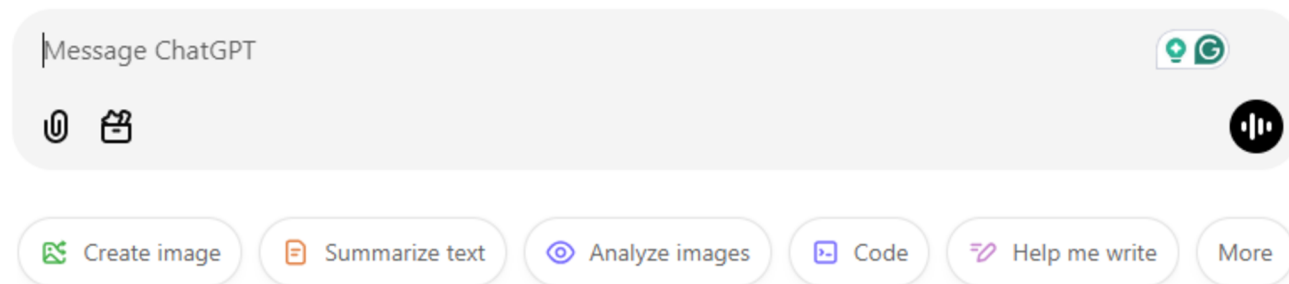 Message ChatGPT
Create image
Summarize text
Analyze images
Code
Help me write
More